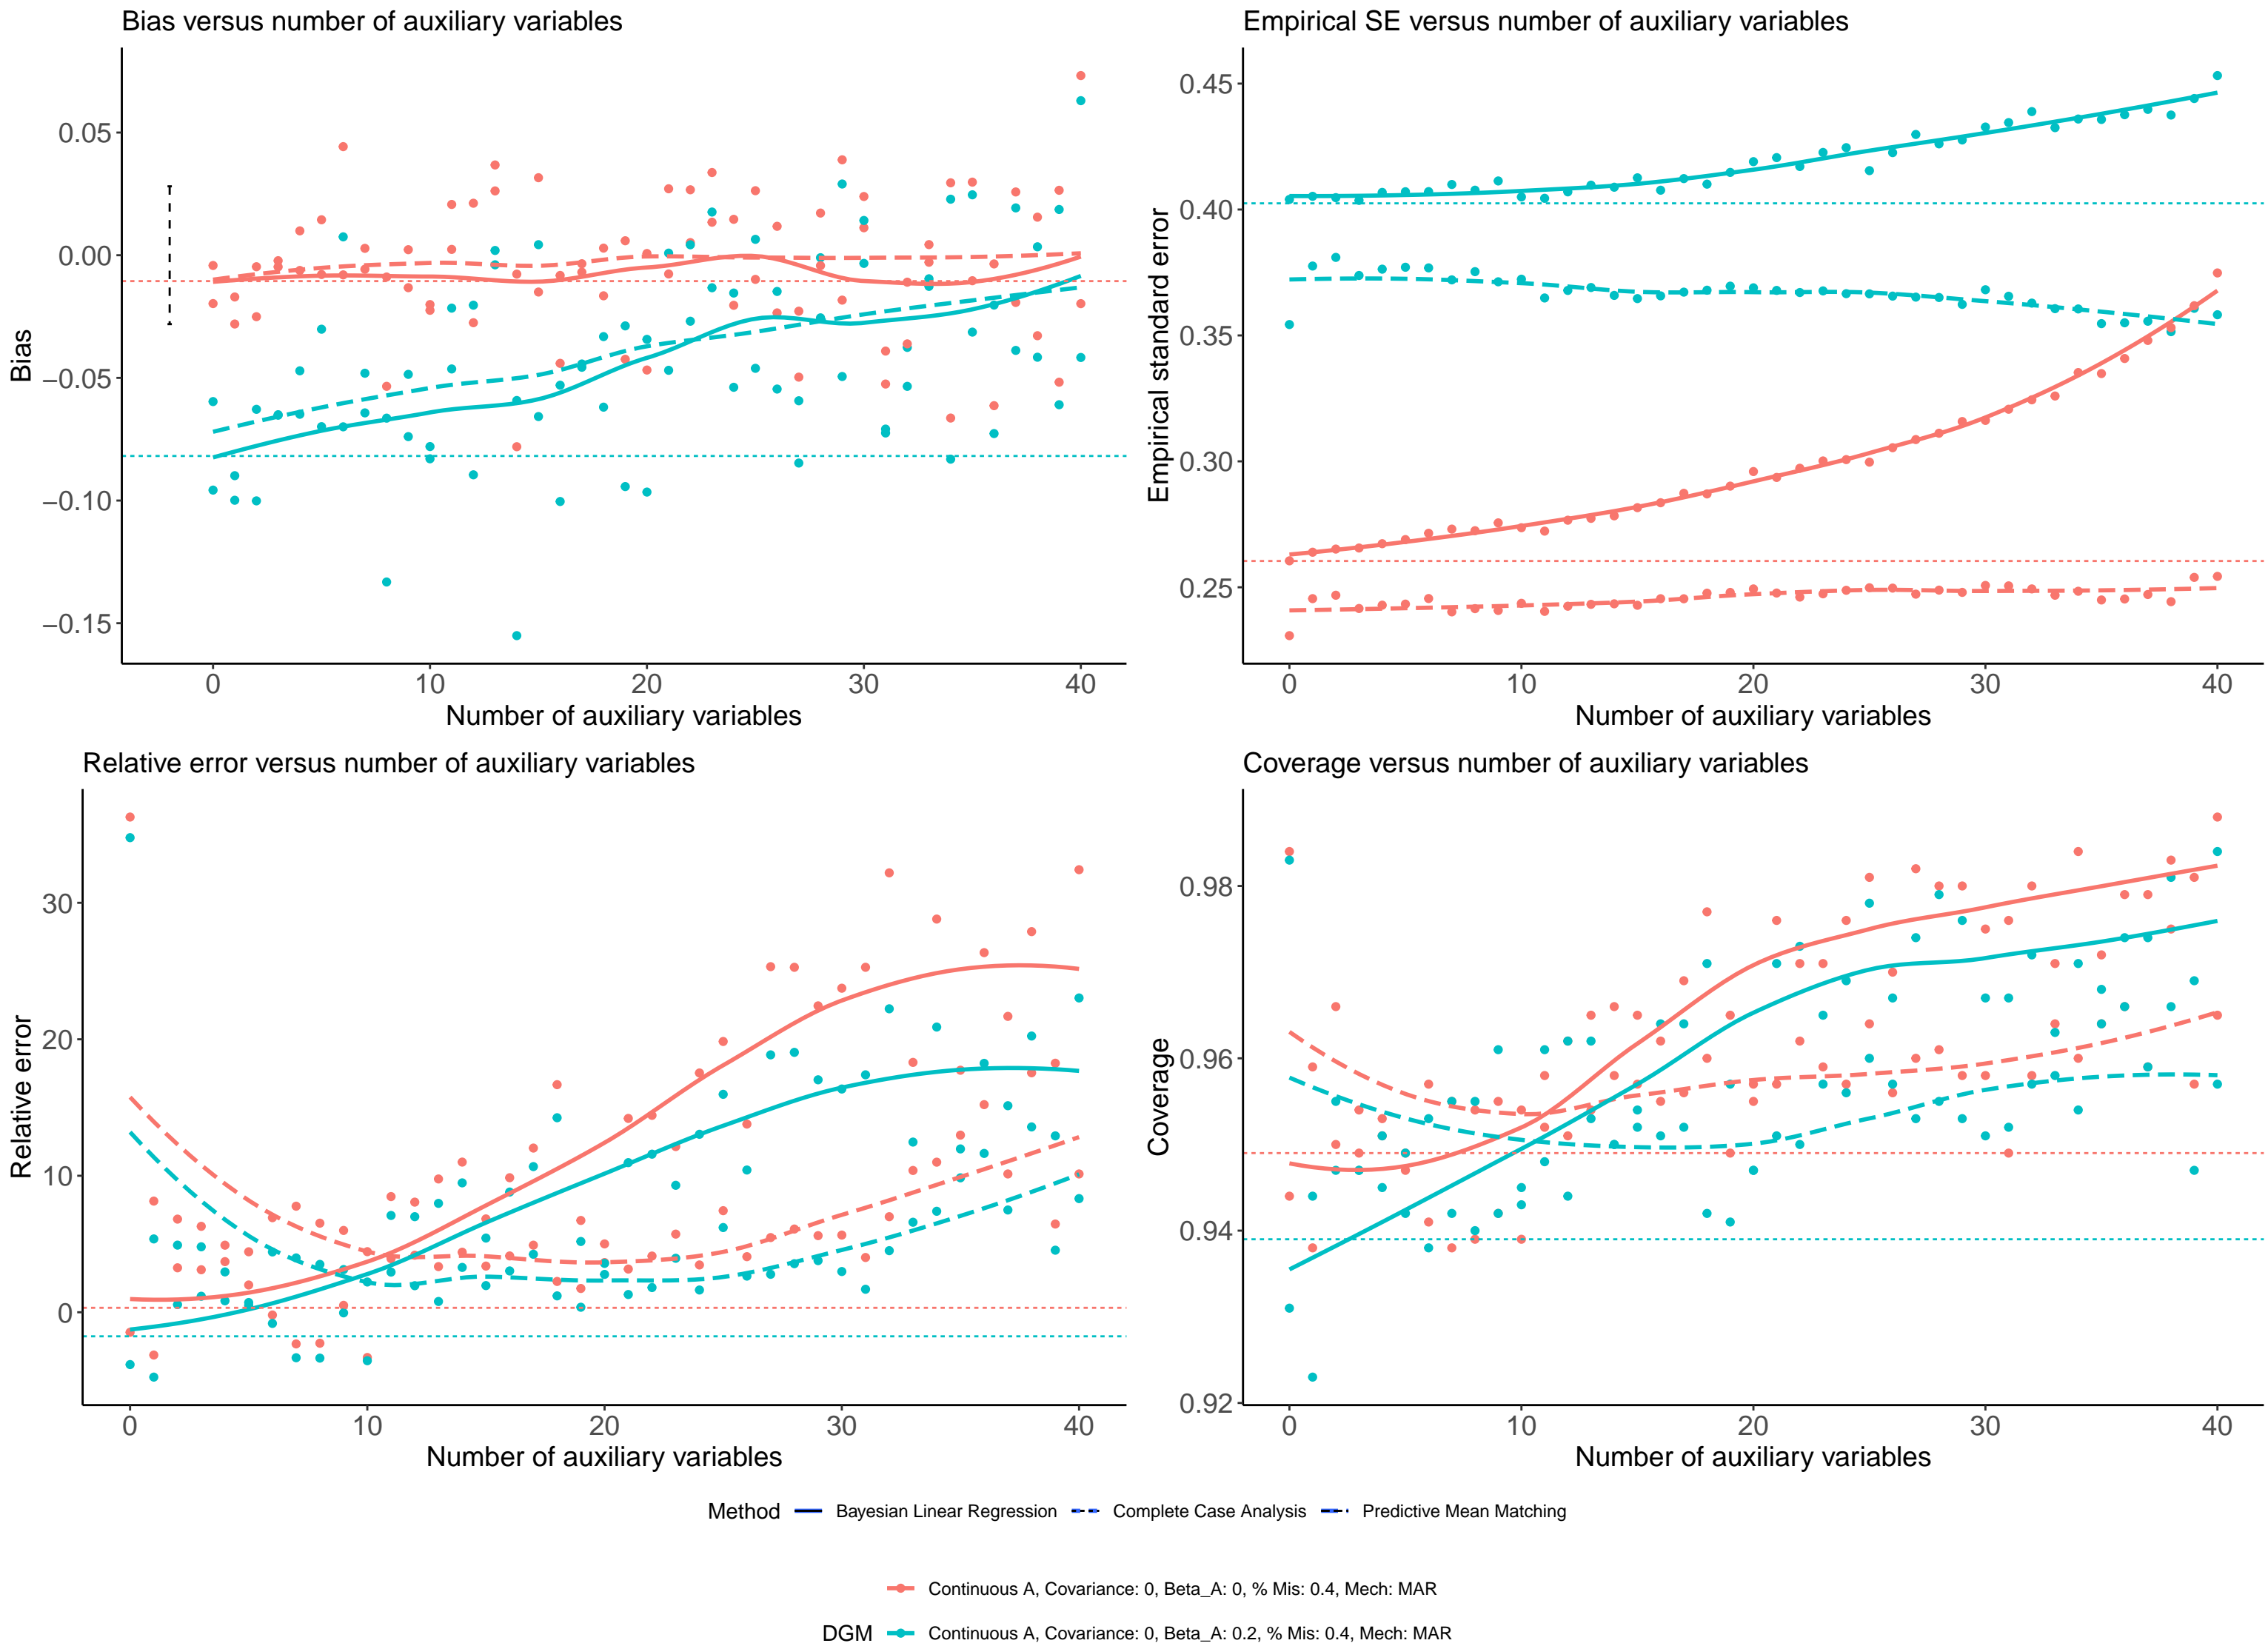 Bias versus number of auxiliary variables
Bias
0.05
0.00
−0.05
−0.10
−0.15
0 10 20 30 40
Number of auxiliary variables
Empirical SE versus number of auxiliary variables
Empirical standard error
0.45
0.40
0.35
0.30
0.25
0 10 20 30 40
Number of auxiliary variables
Relative error versus number of auxiliary variables
Relative error
30
20
10
0
0 10 20 30 40
Number of auxiliary variables
Coverage versus number of auxiliary variables
Coverage
0.98
0.96
0.94
0.92
0 10 20 30 40
Number of auxiliary variables
Method Bayesian Linear Regression Complete Case Analysis Predictive Mean Matching
Continuous A, Covariance: 0, Beta_A: 0, % Mis: 0.4, Mech: MAR
DGM Continuous A, Covariance: 0, Beta_A: 0.2, % Mis: 0.4, Mech: MAR